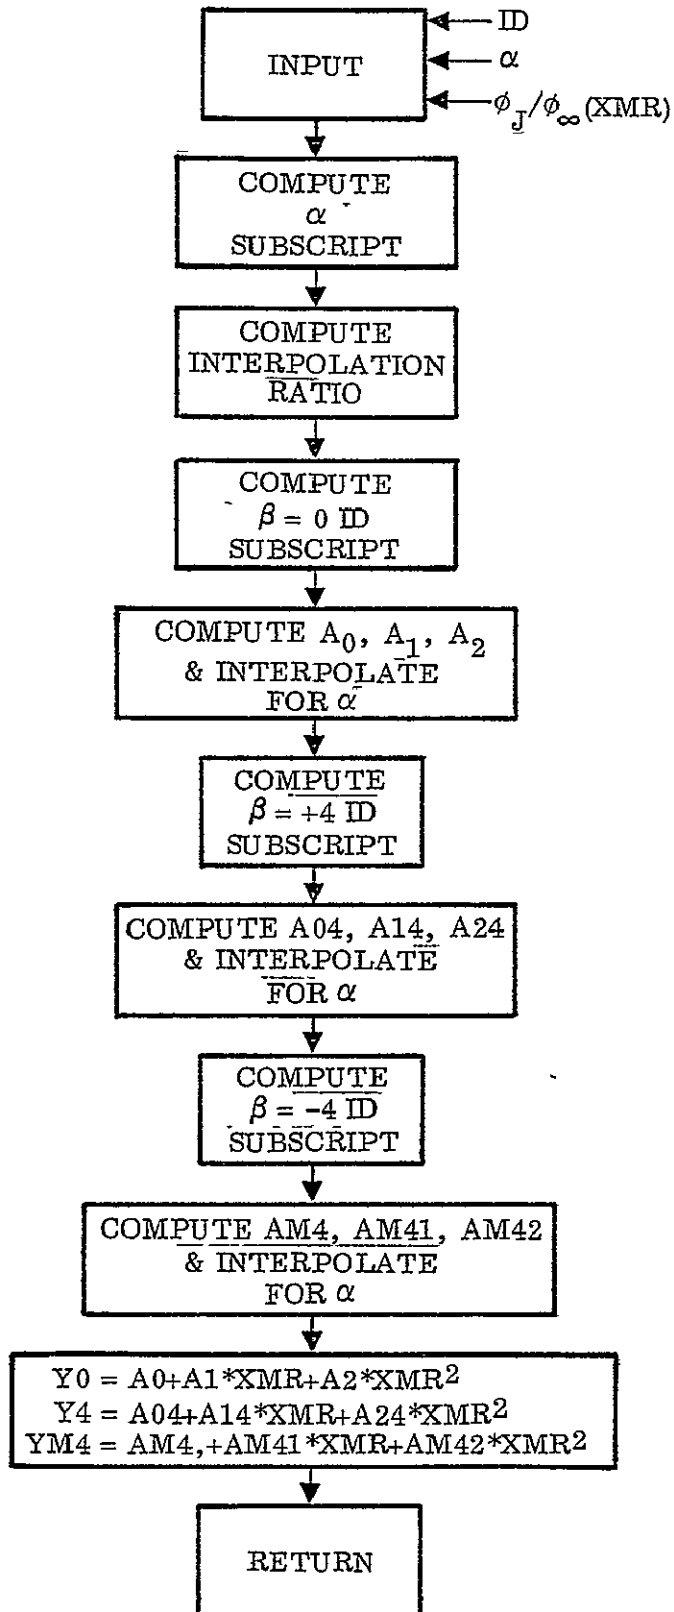 ID
INPUT
α
ϕJ/ϕ∞(XMR)
COMPUTE
α
SUBSCRIPT
COMPUTE
INTERPOLATION
RATIO
COMPUTE
β = 0 ID
SUBSCRIPT
COMPUTE A0, A1, A2
& INTERPOLATE
FOR α
COMPUTE
β = +4 ID
SUBSCRIPT
COMPUTE A04, A14, A24
& INTERPOLATE
FOR α
COMPUTE
β = -4 ID
SUBSCRIPT
COMPUTE AM4, AM41, AM42
& INTERPOLATE
FOR α
Y0 = A0+A1*XMR+A2*XMR²
Y4 = A04+A14*XMR+A24*XMR²
YM4 = AM4,+AM41*XMR+AM42*XMR²
RETURN